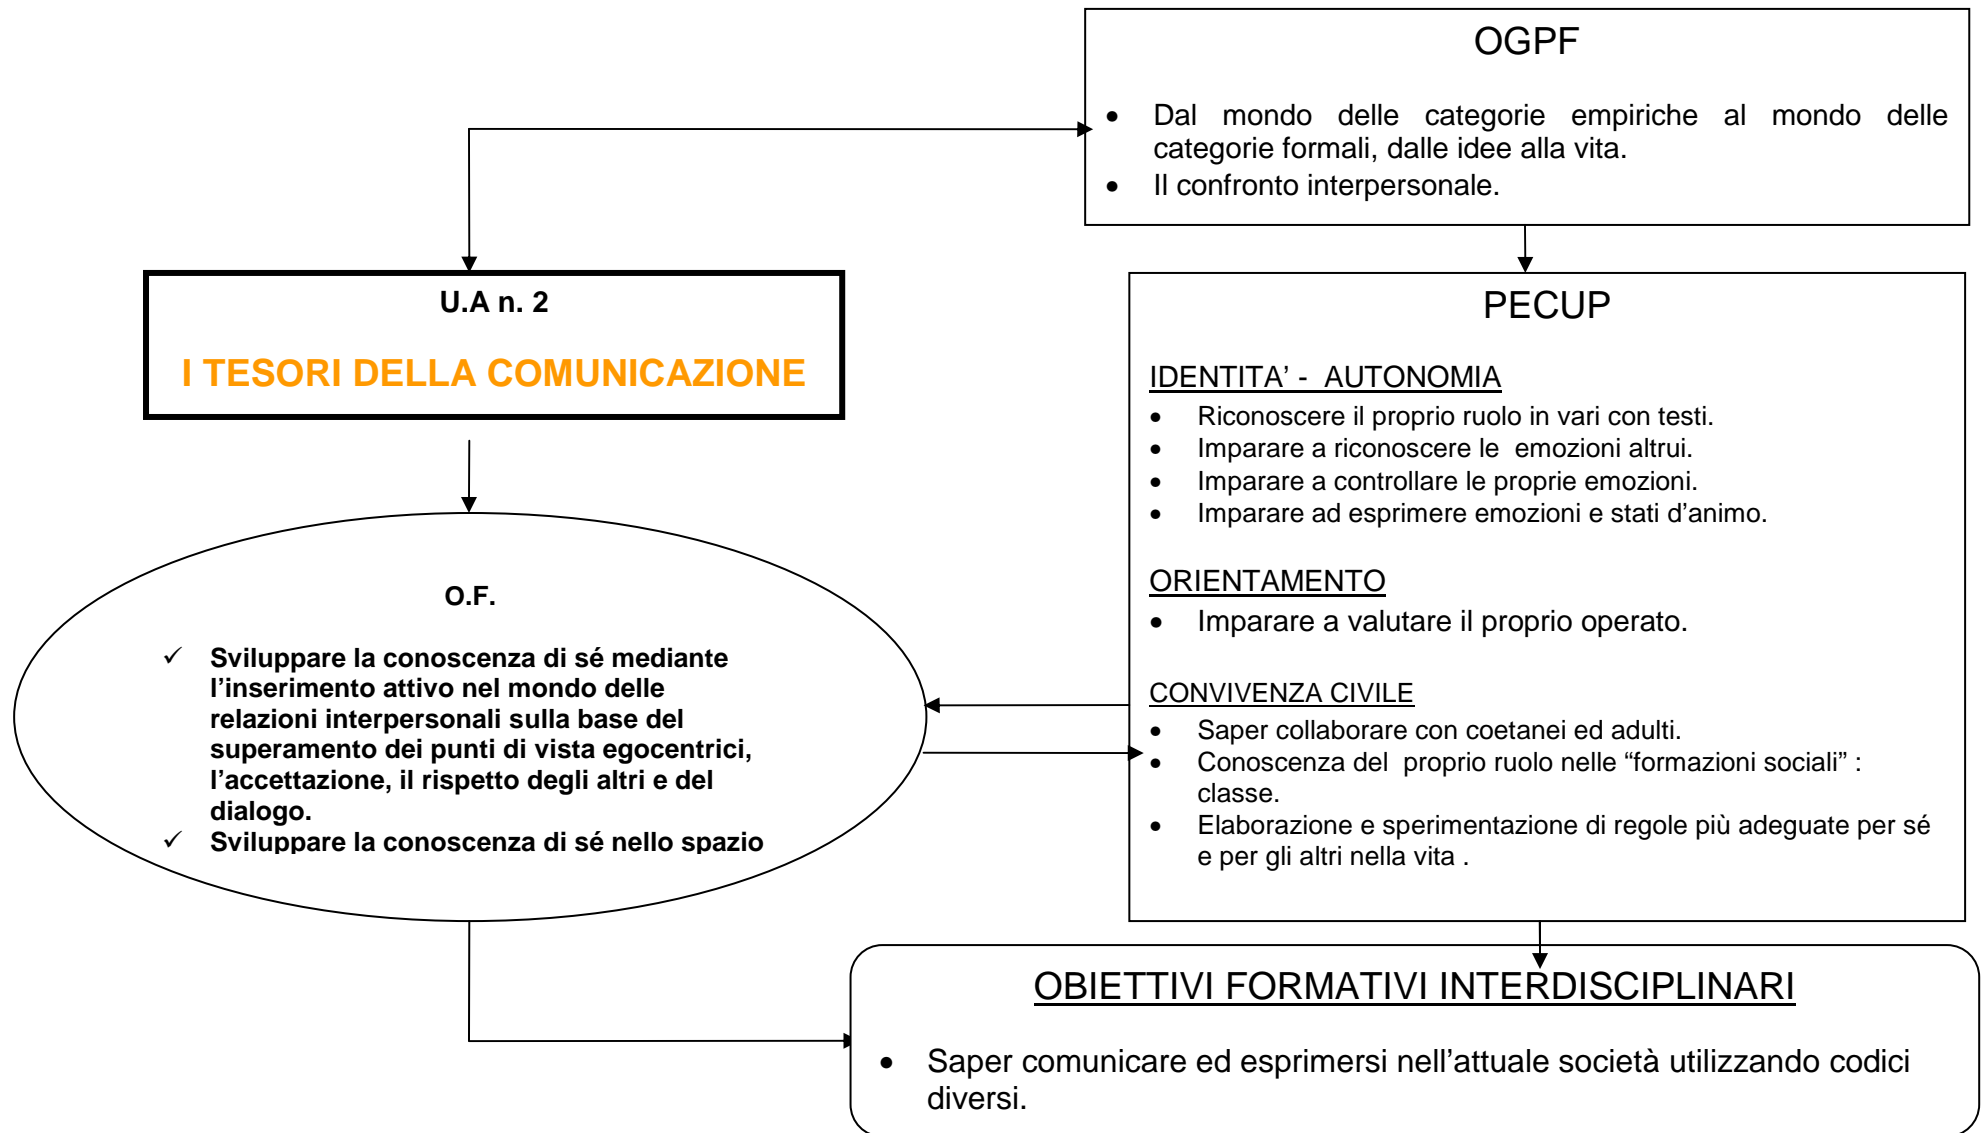 OGPF
• Dal mondo delle categorie empiriche al mondo delle
categorie formali, dalle idee alla vita.
• Il confronto interpersonale.
U.A n. 2
I TESORI DELLA COMUNICAZIONE
PECUP
IDENTITA’ - AUTONOMIA
• Riconoscere il proprio ruolo in vari con testi.
• Imparare a riconoscere le emozioni altrui.
• Imparare a controllare le proprie emozioni.
• Imparare ad esprimere emozioni e stati d’animo.
ORIENTAMENTO
• Imparare a valutare il proprio operato.
CONVIVENZA CIVILE
• Saper collaborare con coetanei ed adulti.
• Conoscenza del proprio ruolo nelle “formazioni sociali” :
classe.
• Elaborazione e sperimentazione di regole più adeguate per sé
e per gli altri nella vita .
O.F.
✓ Sviluppare la conoscenza di sé mediante
l’inserimento attivo nel mondo delle
relazioni interpersonali sulla base del
superamento dei punti di vista egocentrici,
l’accettazione, il rispetto degli altri e del
dialogo.
✓ Sviluppare la conoscenza di sé nello spazio
OBIETTIVI FORMATIVI INTERDISCIPLINARI
• Saper comunicare ed esprimersi nell’attuale società utilizzando codici
diversi.